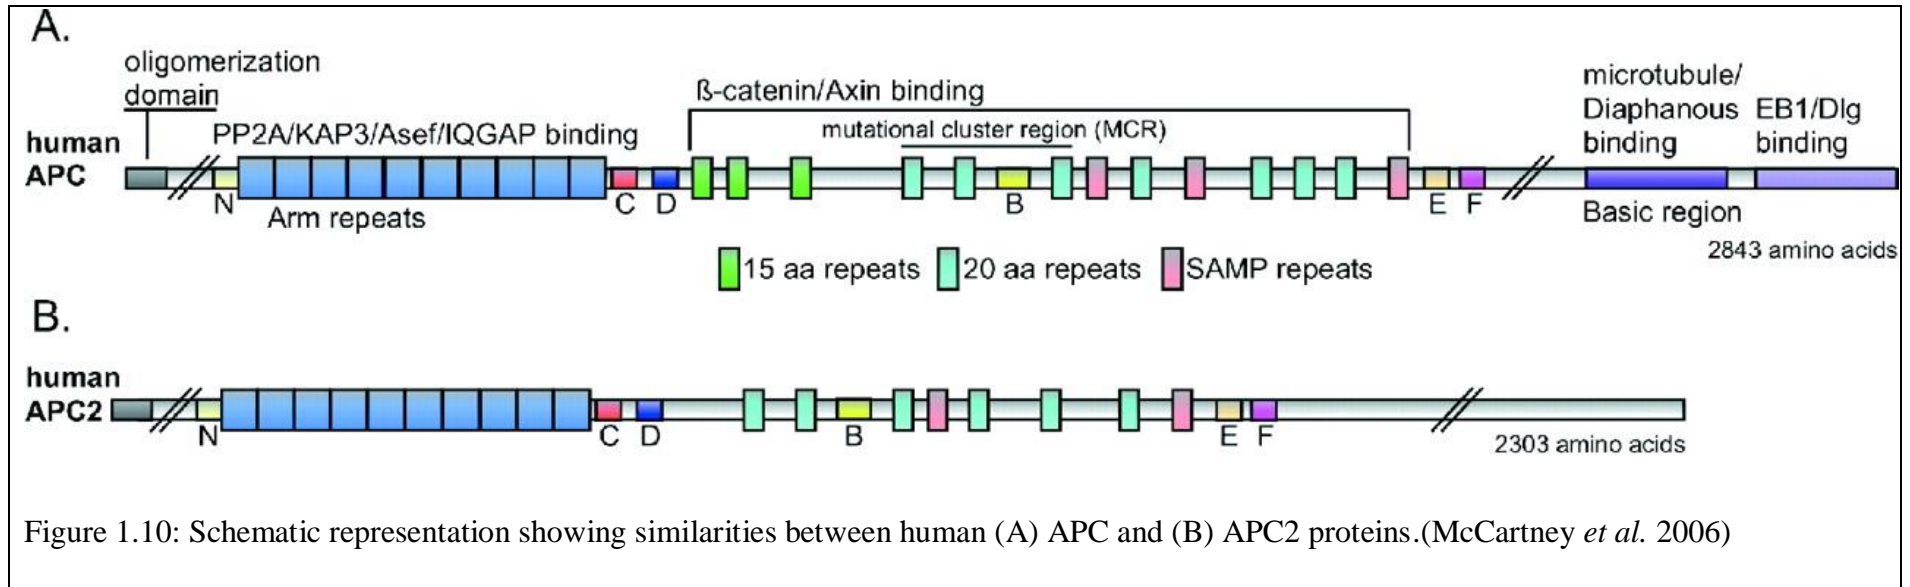 A.
oligomerization
domain
ß-catenin/Axin binding
microtubule/
Diaphanous
binding
EB1/Dlg
binding
human
APC
PP2A/KAP3/Asef/IQGAP binding
mutational cluster region (MCR)
N
Arm repeats
C
D
B
E
F
Basic region
2843 amino acids
15 aa repeats
20 aa repeats
SAMP repeats
B.
human
APC2
N
C
D
B
E
F
2303 amino acids
Figure 1.10: Schematic representation showing similarities between human (A) APC and (B) APC2 proteins.(McCartney et al. 2006)